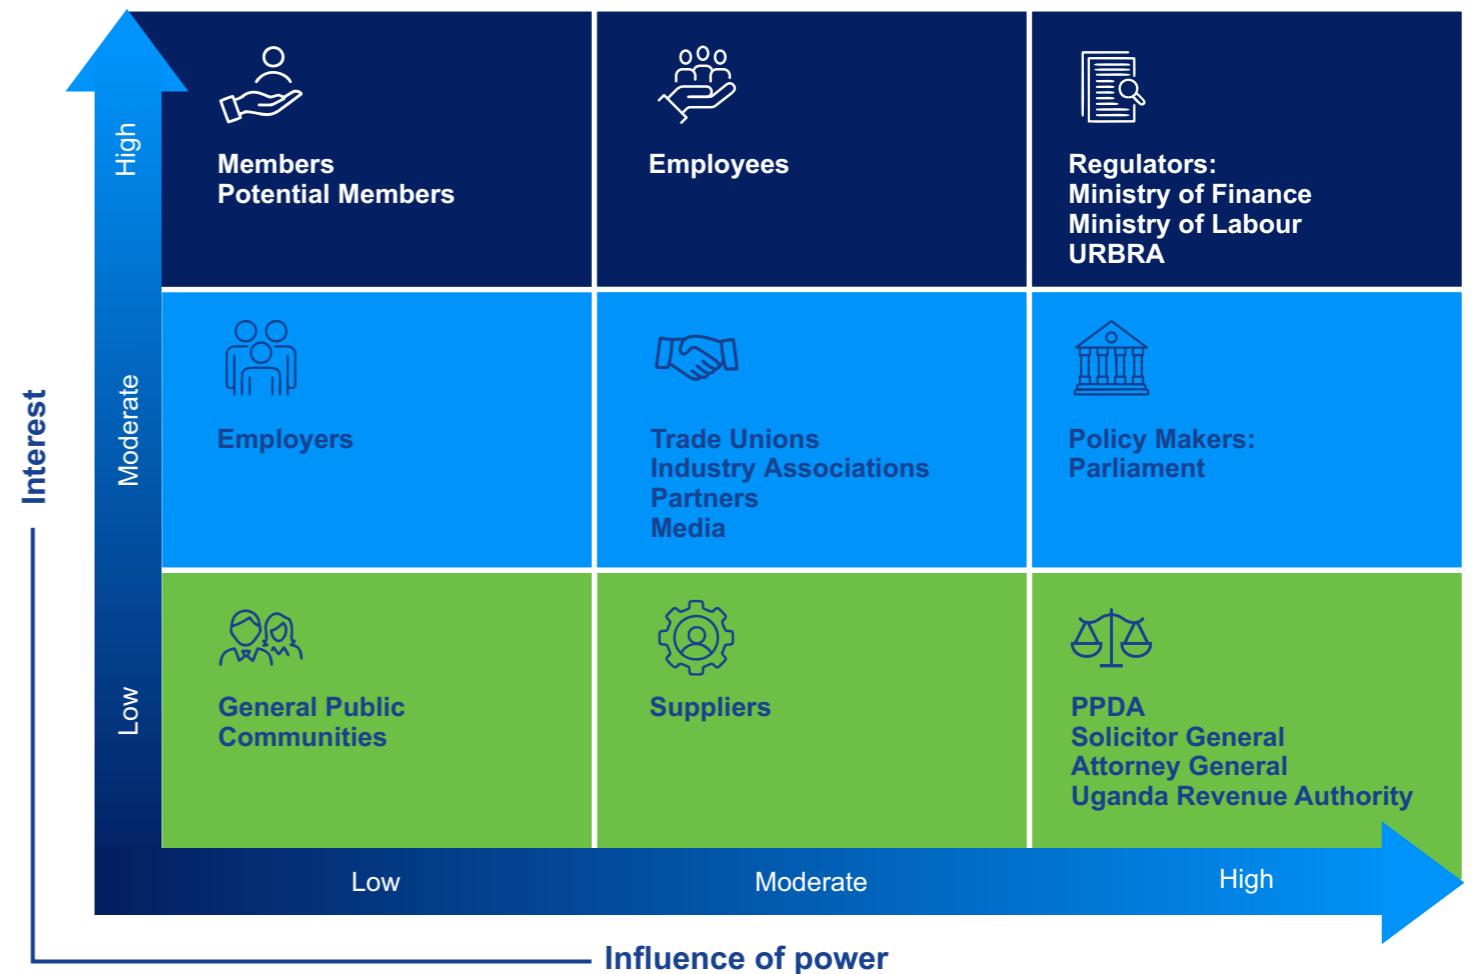 High
Members
Potential Members
Employees
Regulators:
Ministry of Finance
Ministry of Labour
URBRA
Interest
Moderate
Employers
Trade Unions
Industry Associations
Partners
Media
Policy Makers:
Parliament
Low
General Public
Communities
Suppliers
PPDA
Solicitor General
Attorney General
Uganda Revenue Authority
Low
Moderate
High
Influence of power